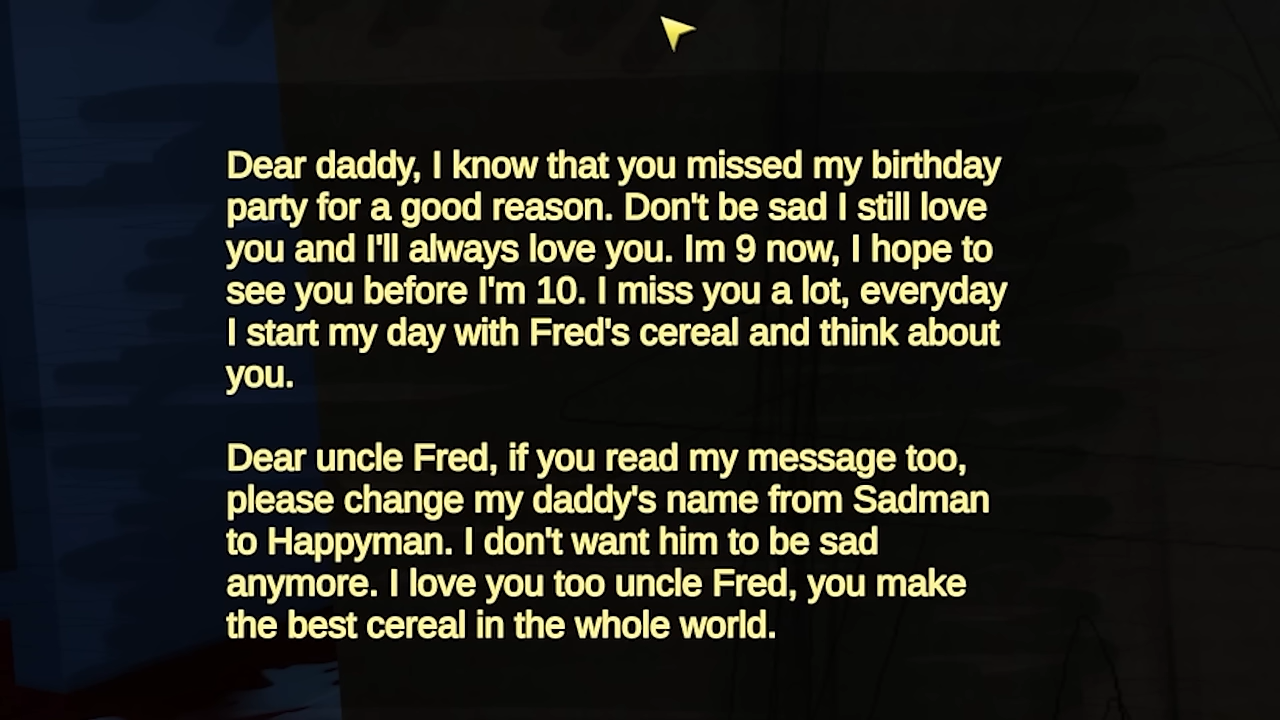 Dear daddy, I know that you missed my birthday
party for a good reason. Don't be sad I still love
you and I'll always love you. Im 9 now, I hope to
see you before I'm 10. I miss you a lot, everyday
I start my day with Fred's cereal and think about
you.
Dear uncle Fred, if you read my message too,
please change my daddy's name from Sadman
to Happyman. I don't want him to be sad
anymore. I love you too uncle Fred, you make
the best cereal in the whole world.